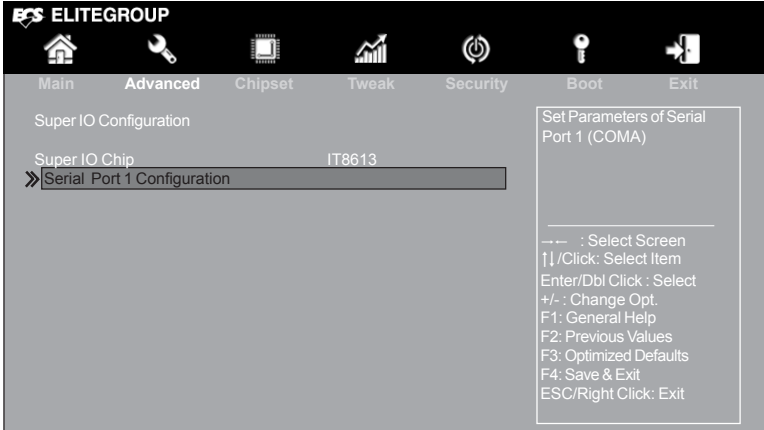 ECS ELITEGROUP
Main Advanced Chipset Tweak Security Boot Exit
Super IO Configuration
Super IO Chip IT8613
Serial Port 1 Configuration
Set Parameters of Serial
Port 1 (COMA)
→← : Select Screen
↑↓/Click: Select Item
Enter/Dbl Click : Select
+/- : Change Opt.
F1: General Help
F2: Previous Values
F3: Optimized Defaults
F4: Save & Exit
ESC/Right Click: Exit